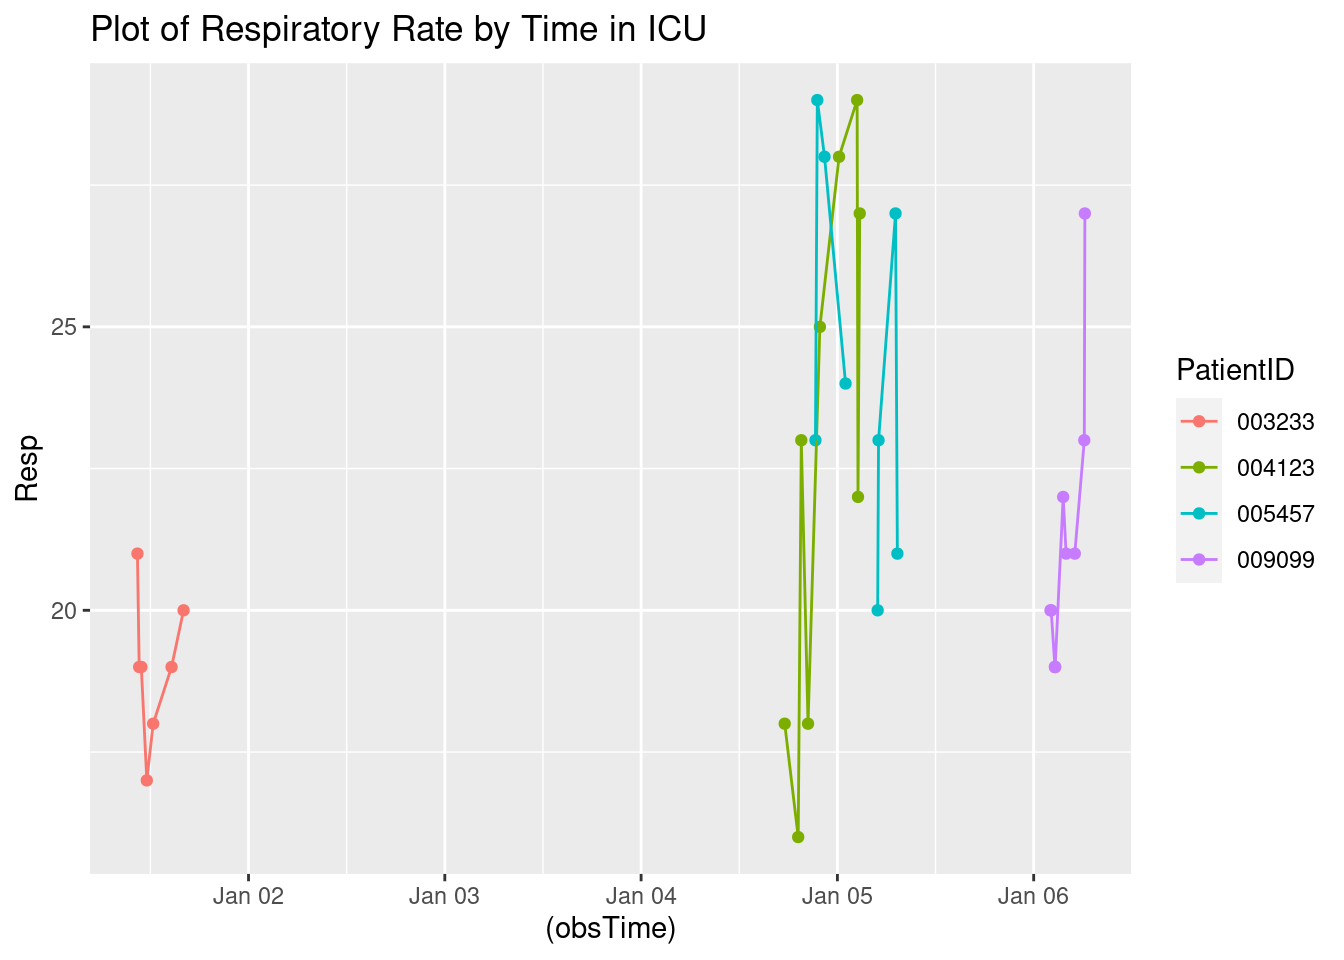 Plot of Respiratory Rate by Time in ICU
Resp
25
20
Jan 02
Jan 03
Jan 04
Jan 05
Jan 06
(obsTime)
PatientID
003233
004123
005457
009099